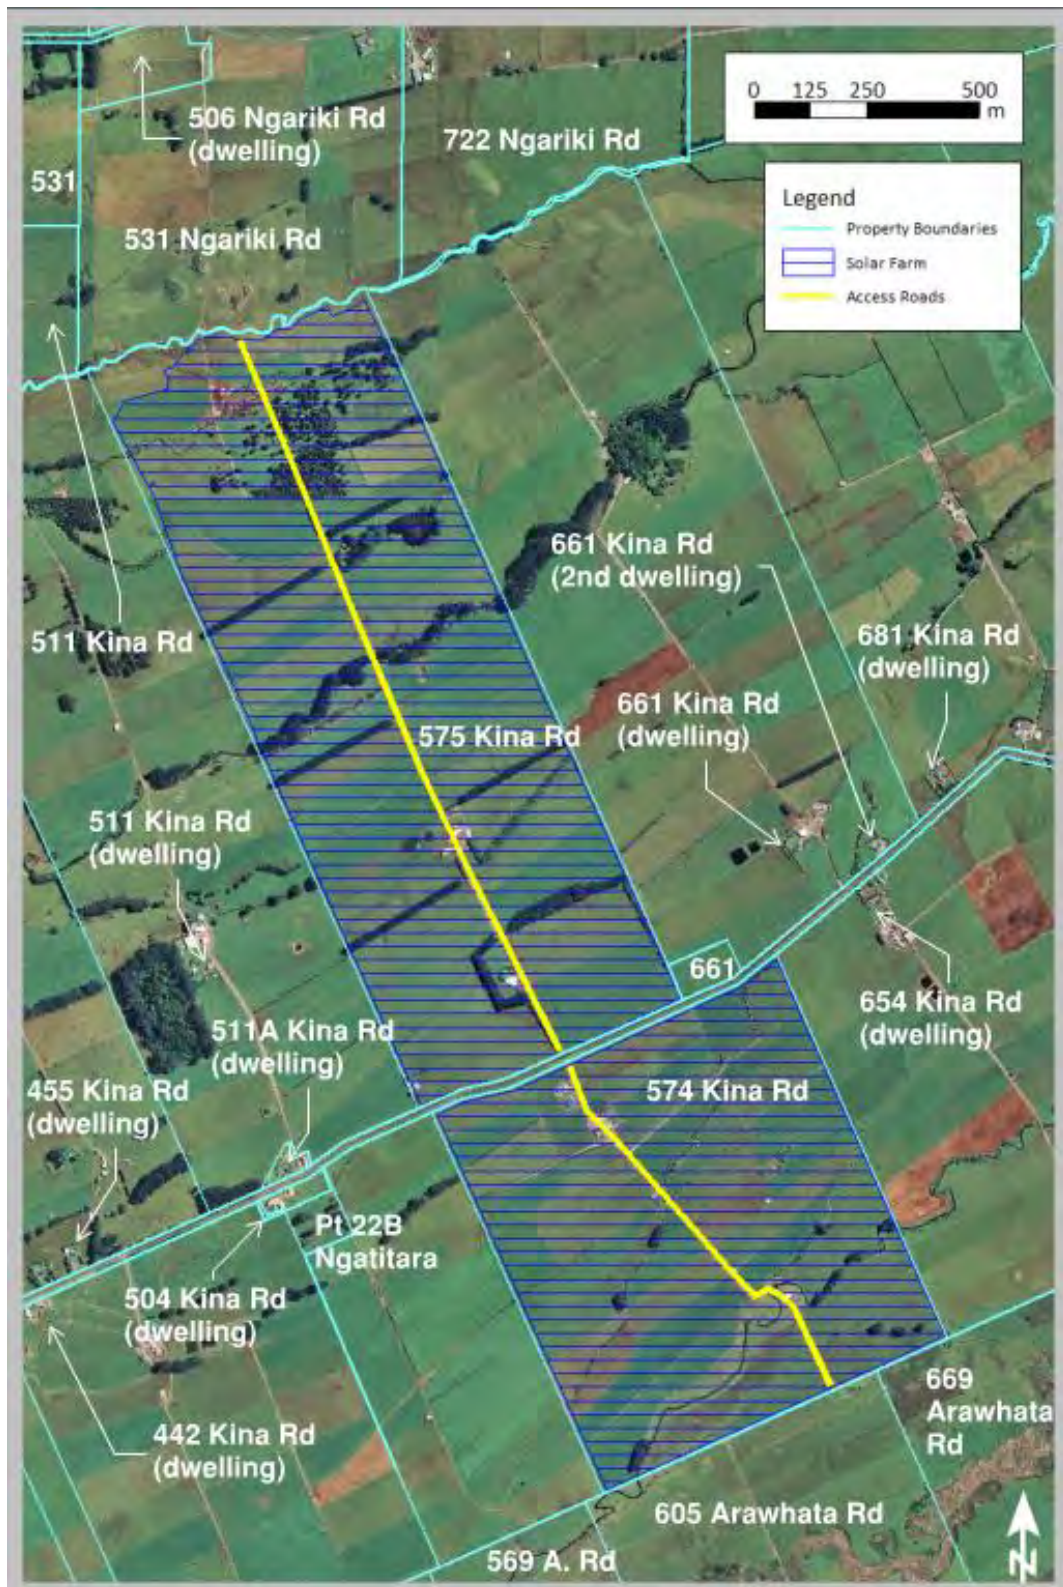 0 125 250 500
m
506 Ngariki Rd
(dwelling)
722 Ngariki Rd
531
531 Ngariki Rd
Legend
Property Boundaries
Solar Farm
Access Roads
661 Kina Rd
(2nd dwelling)
511 Kina Rd
681 Kina Rd
(dwelling)
661 Kina Rd
(dwelling)
575 Kina Rd
511 Kina Rd
(dwelling)
661
654 Kina Rd
(dwelling)
511A Kina Rd
(dwelling)
455 Kina Rd
(dwelling)
574 Kina Rd
Pt 22B
Ngatitara
504 Kina Rd
(dwelling)
669
Arawhata
Rd
442 Kina Rd
(dwelling)
605 Arawhata Rd
569 A. Rd
N